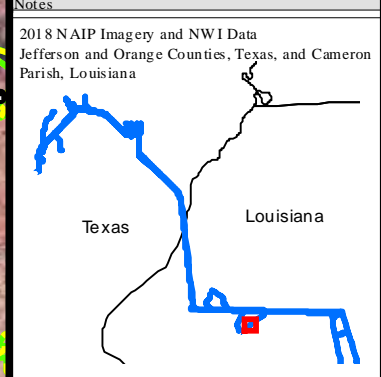 Notes
2018 NAIP Imagery and NWI Data
Jefferson and Orange Counties, Texas, and Cameron
Parish, Louisiana
Texas
Louisiana